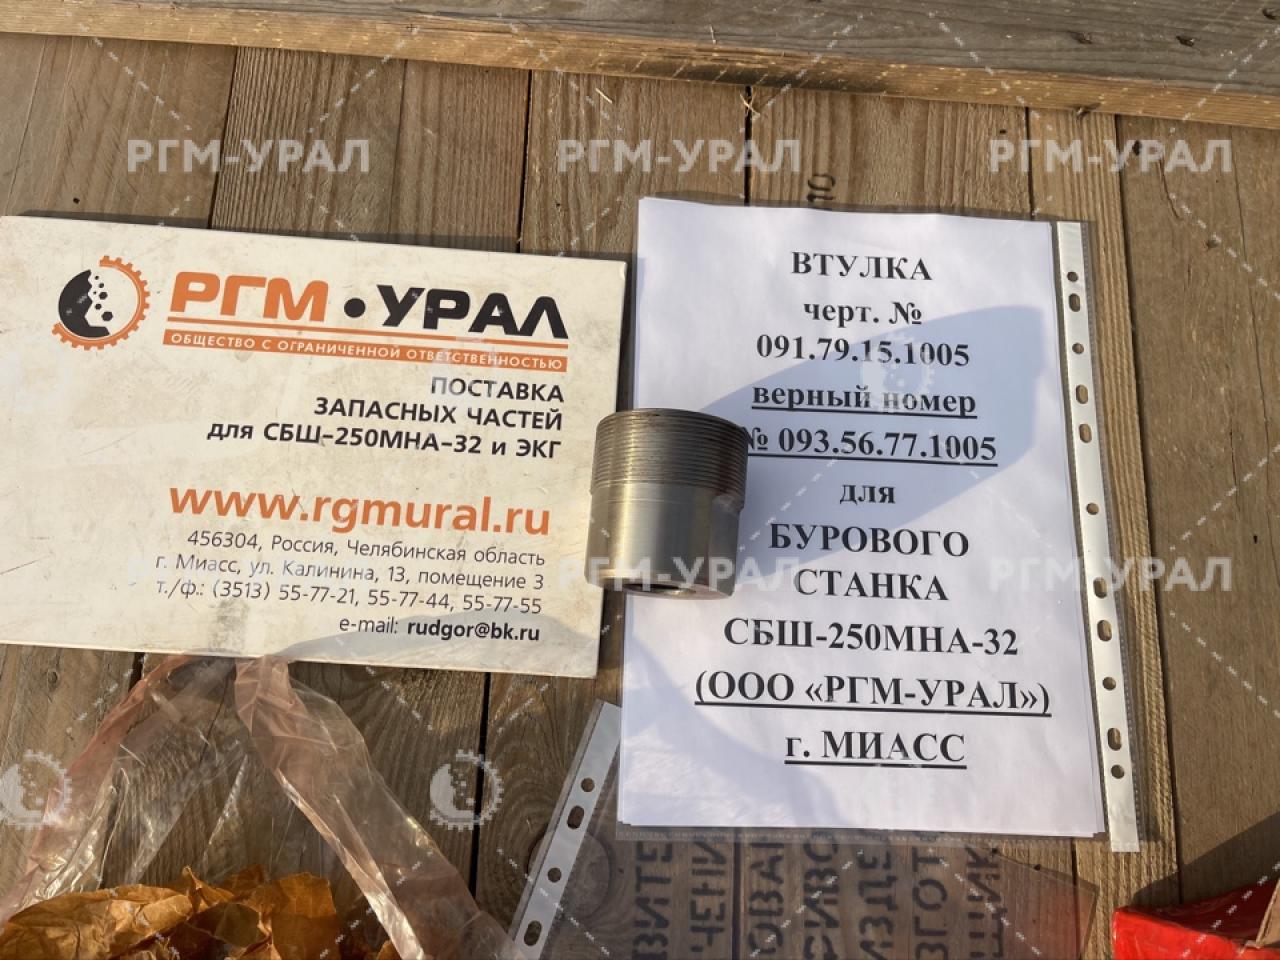 РГМ-УРАЛ РГМ-УРАЛ РГМ-УРАЛ
РГМ•УРАЛ
ОБЩЕСТВО С ОГРАНИЧЕННОЙ ОТВЕТСТВЕННОСТЬЮ
ПОСТАВКА
ЗАПАСНЫХ ЧАСТЕЙ
для СБШ-250МНА-32 и ЭКГ
www.rgmural.ru
456304, Россия, Челябинская область
г. Миасс, ул. Калинина, 13, помещение 3
т./ф.: (3513) 55-77-21, 55-77-44, 55-77-55
e-mail: rudgor@bk.ru
ВТУЛКА
черт. №
091.79.15.1005
верный номер
№ 093.56.77.1005
для
БУРОВОГО
СТАНКА
СБШ-250МНА-32
(ООО «РГМ-УРАЛ»)
г. МИАСС
РГМ-УРАЛ РГМ-УРАЛ РГМ-УРАЛ